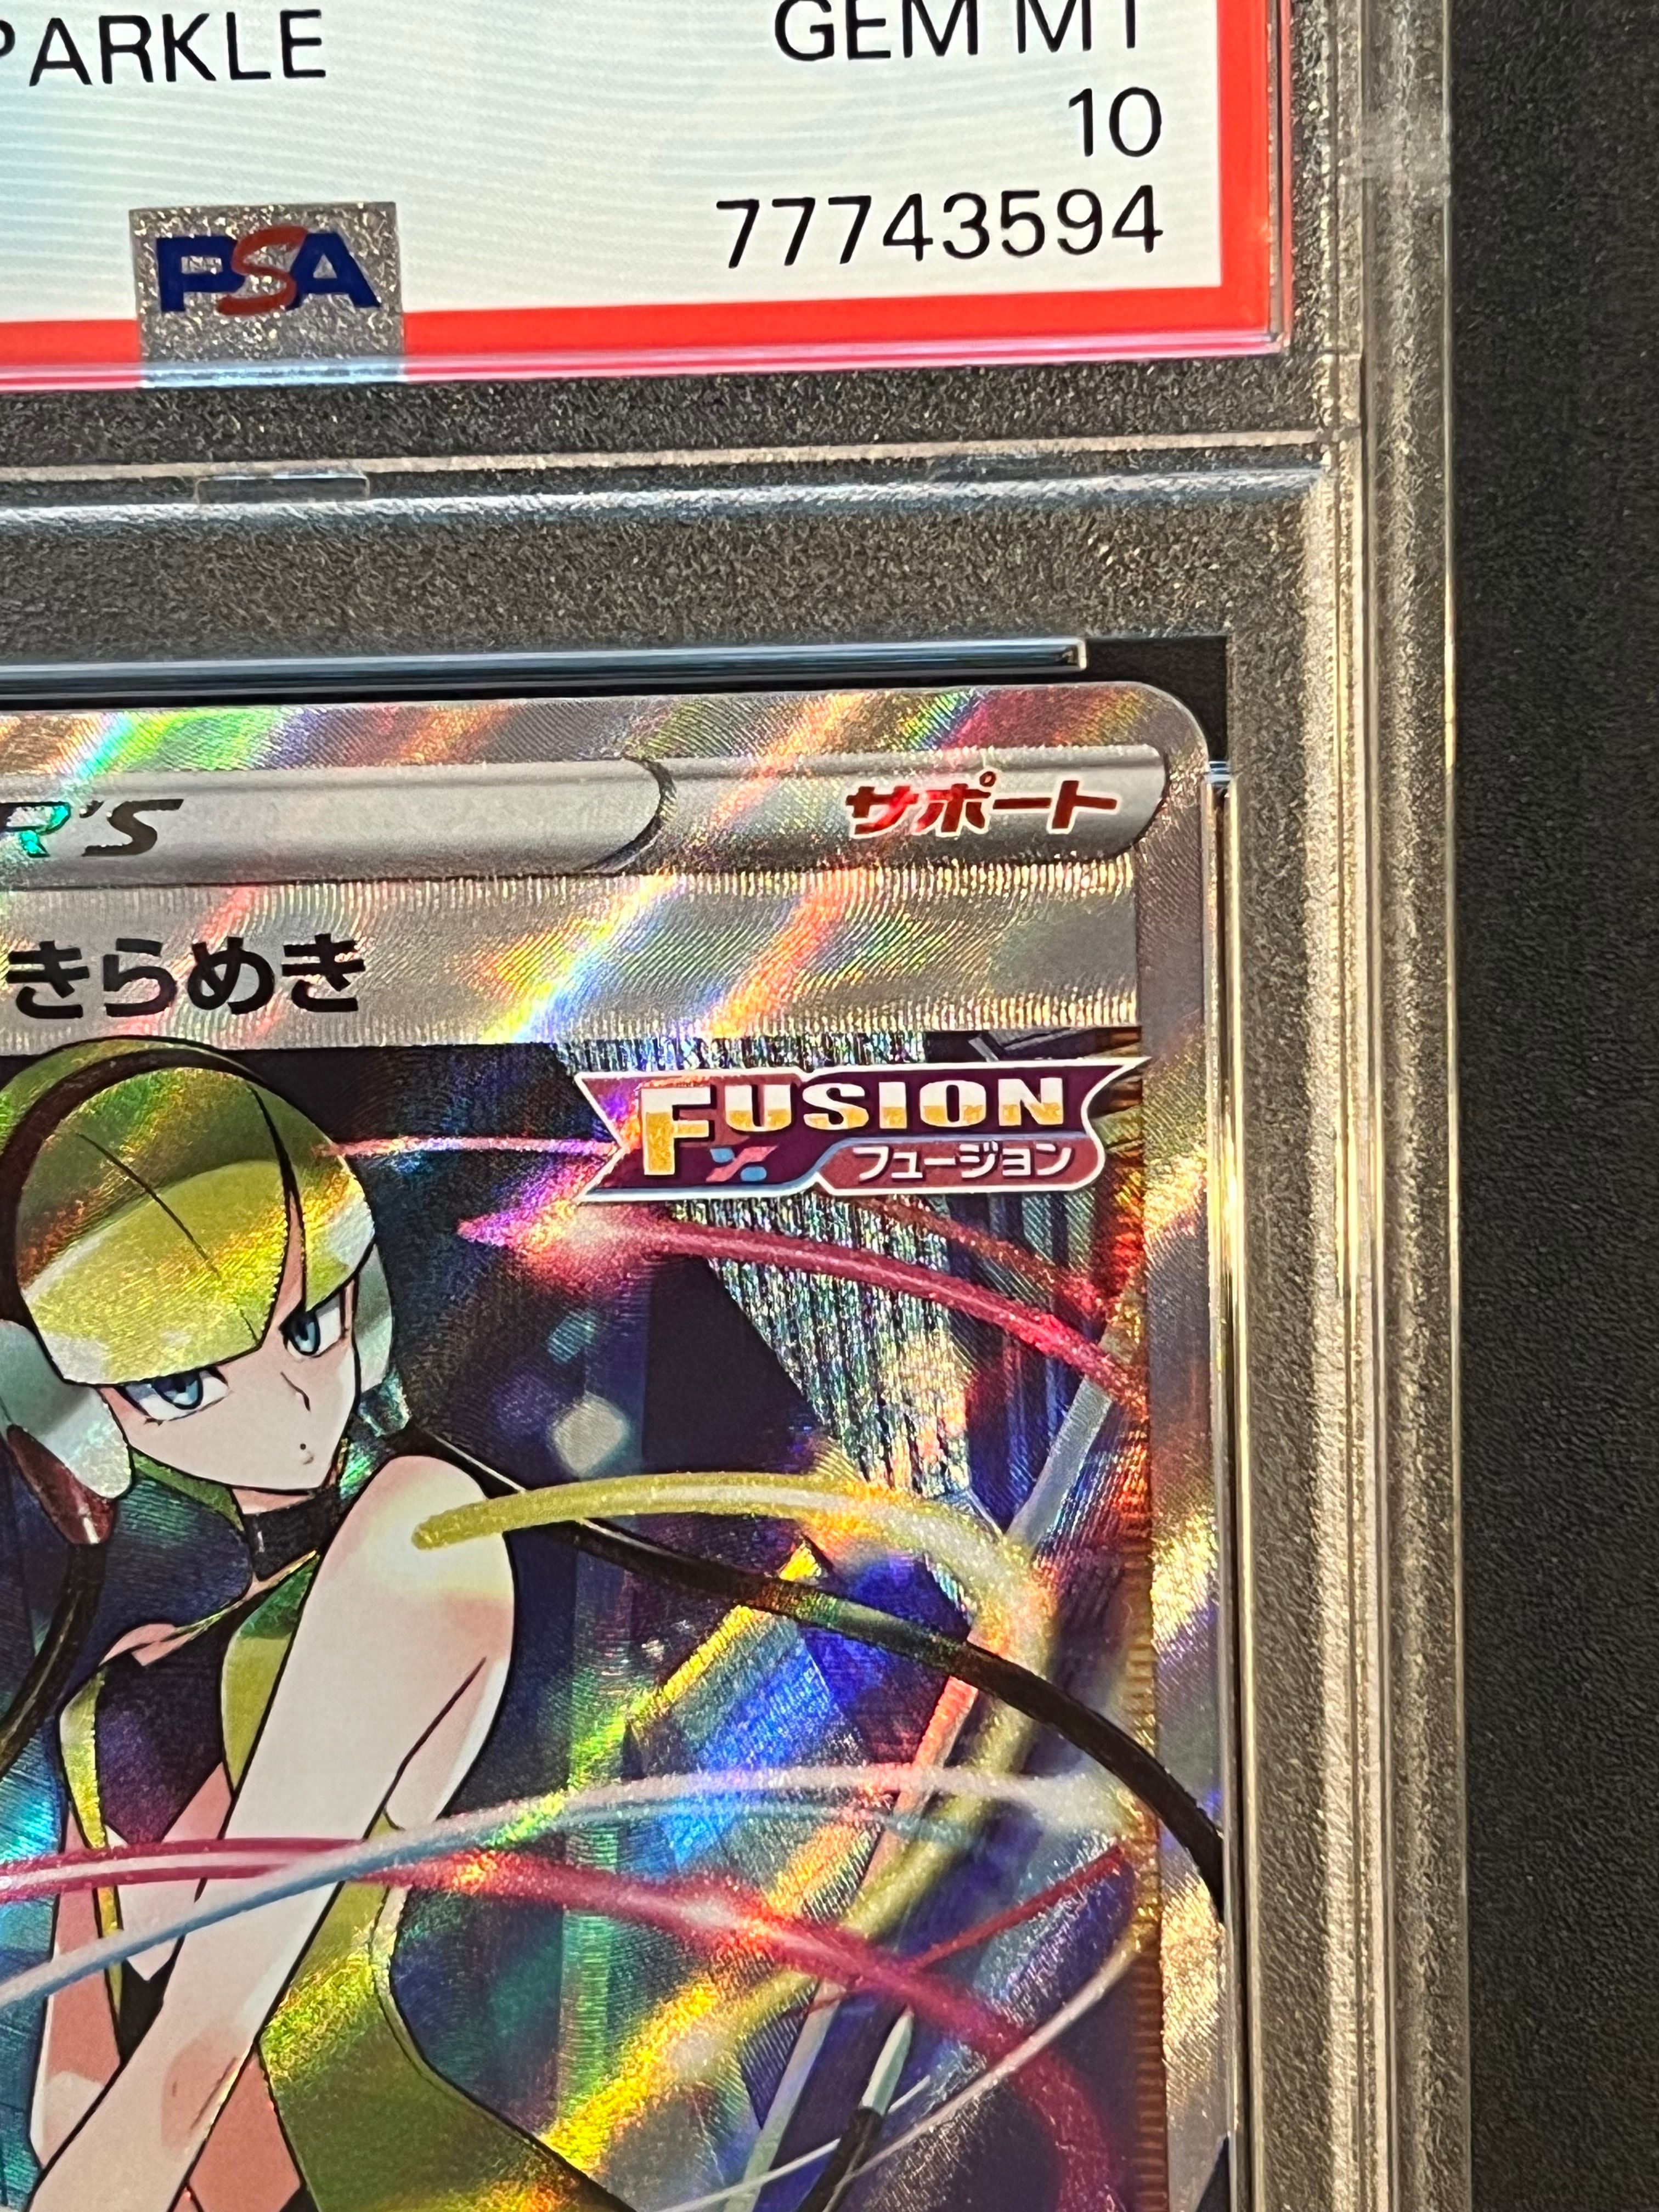 PARKLE
GEM MT
10
77743594
PSA
R'S
サポート
きらめき
FUSION
フュージョン